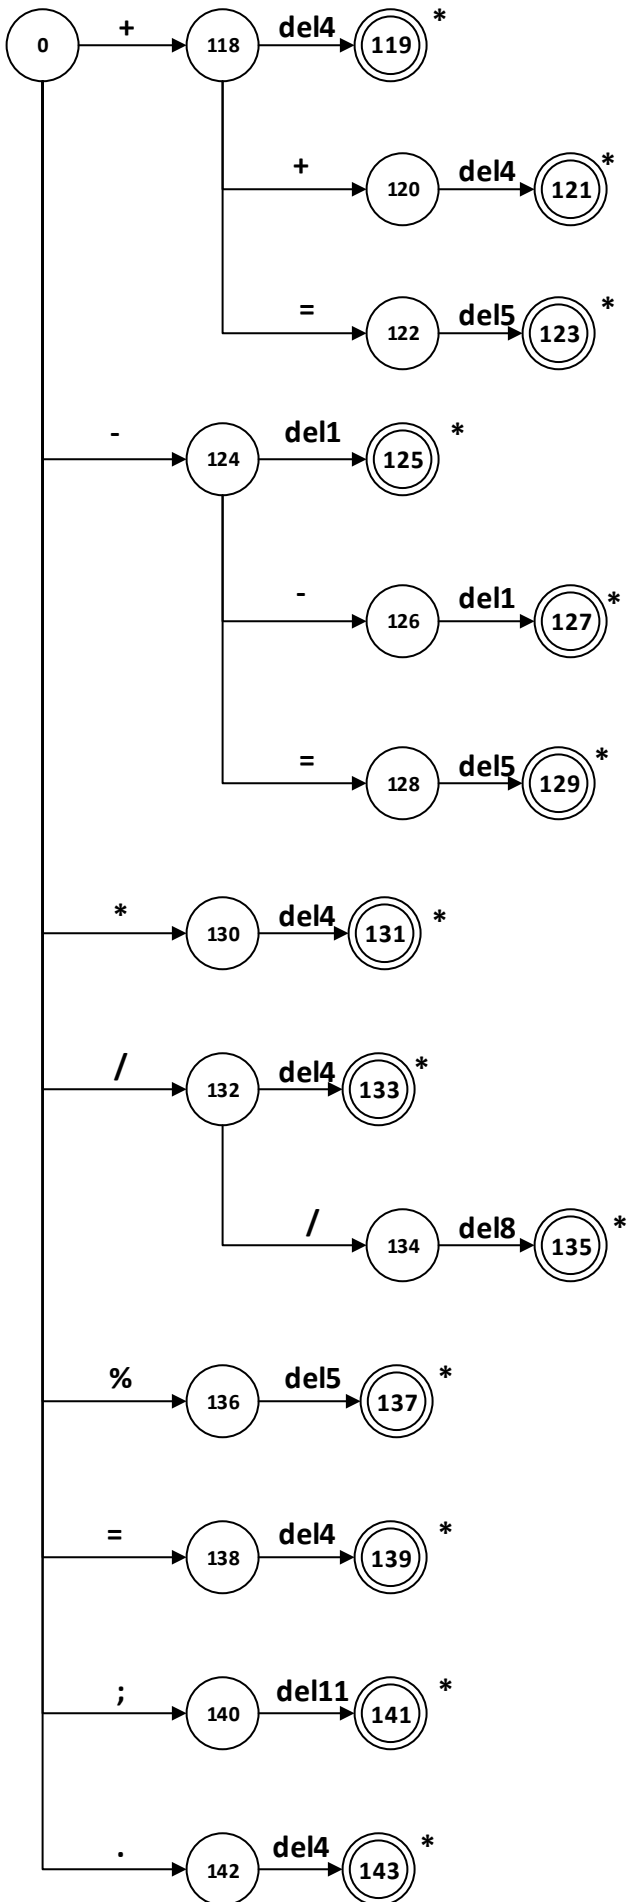 0 + 118 del4 119 *
+ 120 del4 121 *
= 122 del5 123 *
- 124 del1 125 *
- 126 del1 127 *
= 128 del5 129 *
* 130 del4 131 *
/ 132 del4 133 *
/ 134 del8 135 *
% 136 del5 137 *
= 138 del4 139 *
; 140 del11 141 *
. 142 del4 143 *